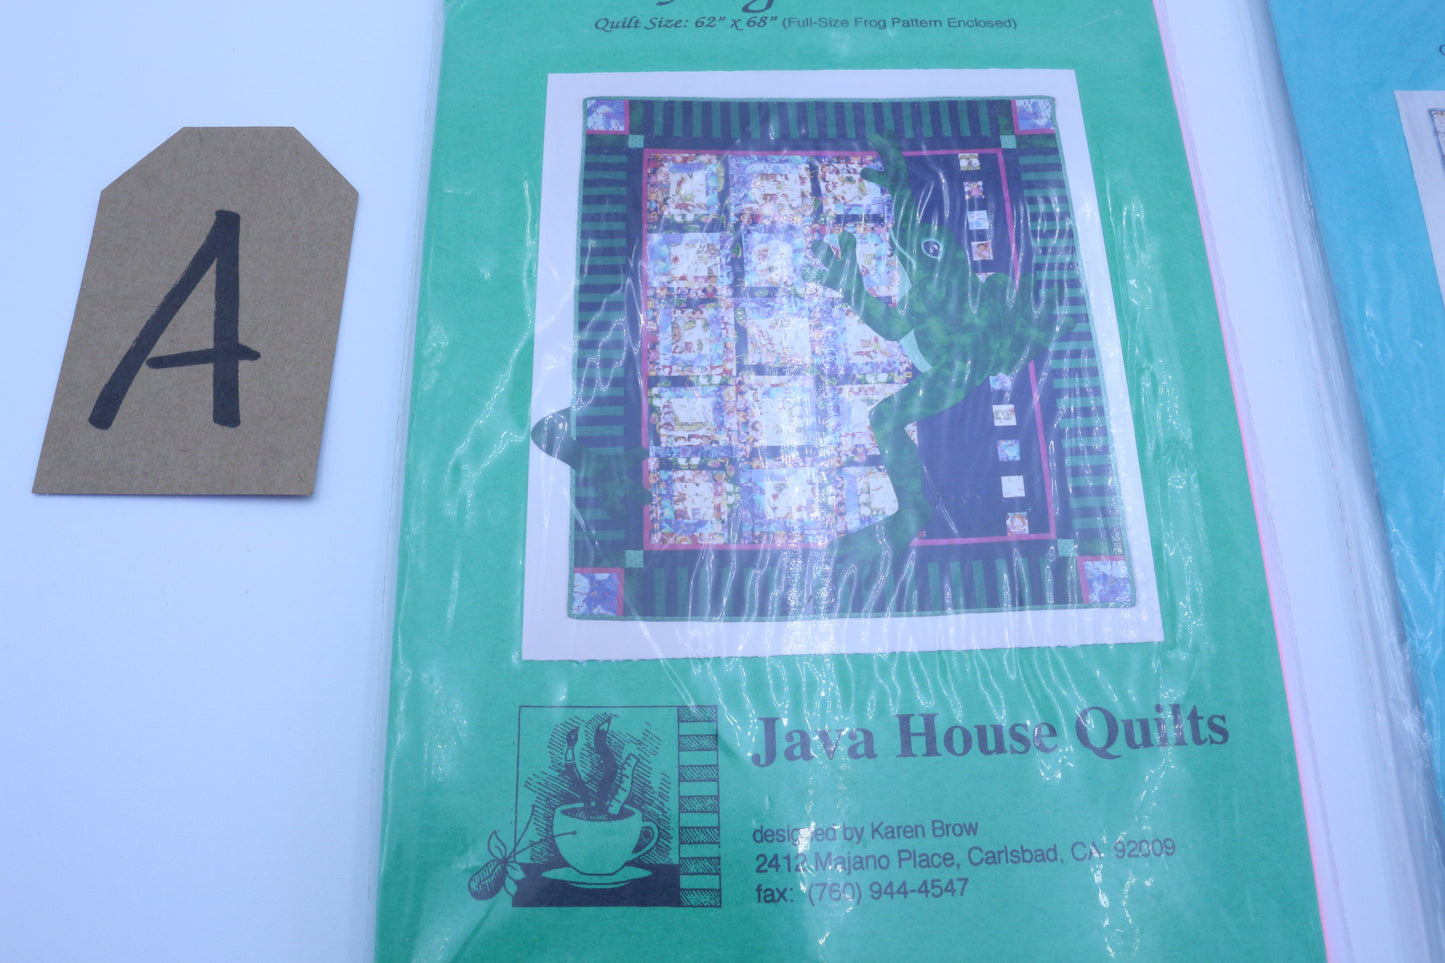 A
Quilt Size: 62" x 68" (Full-Size Frog Pattern Enclosed)
Java House Quilts
designed by Karen Brow
2412 Majano Place, Carlsbad, CA 92009
fax: (760) 944-4547